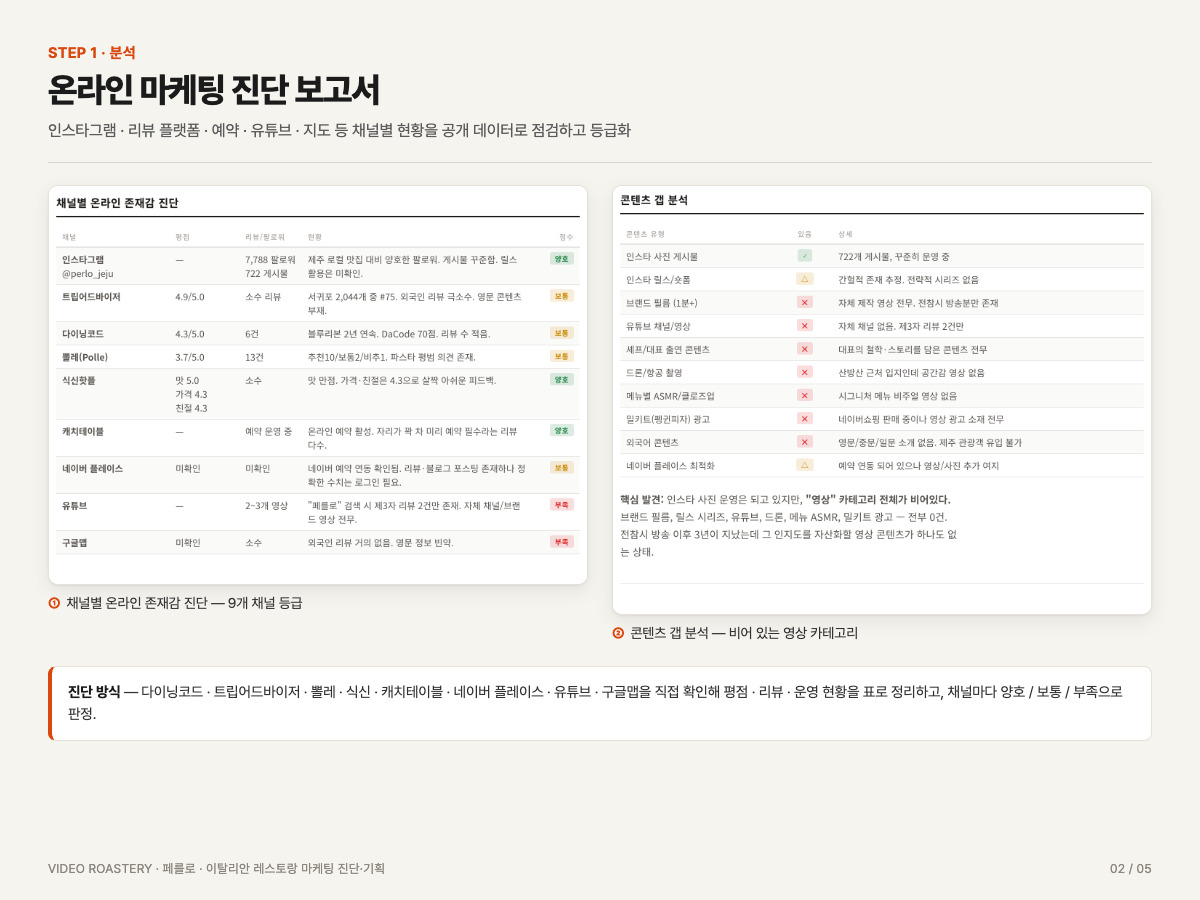 STEP 1 · 분석
온라인 마케팅 진단 보고서
인스타그램 · 리뷰 플랫폼 · 예약 · 유튜브 · 지도 등 채널별 현황을 공개 데이터로 점검하고 등급화
채널별 온라인 존재감 진단
채널 평점 리뷰/팔로워 현황 점수
인스타그램 — 7,788 팔로워 제주 로컬 맛집 대비 양호한 팔로워. 게시물 꾸준함. 릴스 양호
@perlo_jeju 722 게시물 활용은 미확인.
트립어드바이저 4.9/5.0 소수 리뷰 서귀포 2,044개 중 #75. 외국인 리뷰 극소수. 영문 콘텐츠 보통
부재.
다이닝코드 4.3/5.0 6건 블루리본 2년 연속. DaCode 70점. 리뷰 수 적음. 보통
뽈레(Polle) 3.7/5.0 13건 추천10/보통2/비추1. 파스타 평범 의견 존재. 보통
식신핫플 맛 5.0 소수 맛 만점. 가격·친절은 4.3으로 살짝 아쉬운 피드백. 양호
가격 4.3
친절 4.3
캐치테이블 — 예약 운영 중 온라인 예약 활성. 자리가 꽉 차 미리 예약 필수라는 리뷰 양호
다수.
네이버 플레이스 미확인 미확인 네이버 예약 연동 확인됨. 리뷰·블로그 포스팅 존재하나 정 보통
확한 수치는 로그인 필요.
유튜브 — 2~3개 영상 "페를로" 검색 시 제3자 리뷰 2건만 존재. 자체 채널/브랜 부족
드 영상 전무.
구글맵 미확인 소수 외국인 리뷰 거의 없음. 영문 정보 빈약. 부족
① 채널별 온라인 존재감 진단 — 9개 채널 등급
콘텐츠 갭 분석
콘텐츠 유형 있음 상세
인스타 사진 게시물 ✓ 722개 게시물, 꾸준히 운영 중
인스타 릴스/숏폼 △ 간헐적 존재 추정. 전략적 시리즈 없음
브랜드 필름 (1분+) ✕ 자체 제작 영상 전무. 전참시 방송분만 존재
유튜브 채널/영상 ✕ 자체 채널 없음. 제3자 리뷰 2건만
셰프/대표 출연 콘텐츠 ✕ 대표의 철학·스토리를 담은 콘텐츠 전무
드론/항공 촬영 ✕ 산방산 근처 입지인데 공간감 영상 없음
메뉴별 ASMR/클로즈업 ✕ 시그니처 메뉴 비주얼 영상 없음
밀키트(펭귄피자) 광고 ✕ 네이버쇼핑 판매 중이나 영상 광고 소재 전무
외국어 콘텐츠 ✕ 영문/중문/일문 소개 없음. 제주 관광객 유입 불가
네이버 플레이스 최적화 △ 예약 연동 되어 있으나 영상/사진 추가 여지
핵심 발견: 인스타 사진 운영은 되고 있지만, "영상" 카테고리 전체가 비어있다.
브랜드 필름, 릴스 시리즈, 유튜브, 드론, 메뉴 ASMR, 밀키트 광고 — 전부 0건.
전참시 방송 이후 3년이 지났는데 그 인지도를 자산화할 영상 콘텐츠가 하나도 없
는 상태.
② 콘텐츠 갭 분석 — 비어 있는 영상 카테고리
진단 방식 — 다이닝코드 · 트립어드바이저 · 뽈레 · 식신 · 캐치테이블 · 네이버 플레이스 · 유튜브 · 구글맵을 직접 확인해 평점 · 리뷰 · 운영 현황을 표로 정리하고, 채널마다 양호 / 보통 / 부족으로
판정.
VIDEO ROASTERY · 페를로 · 이탈리안 레스토랑 마케팅 진단·기획
02 / 05